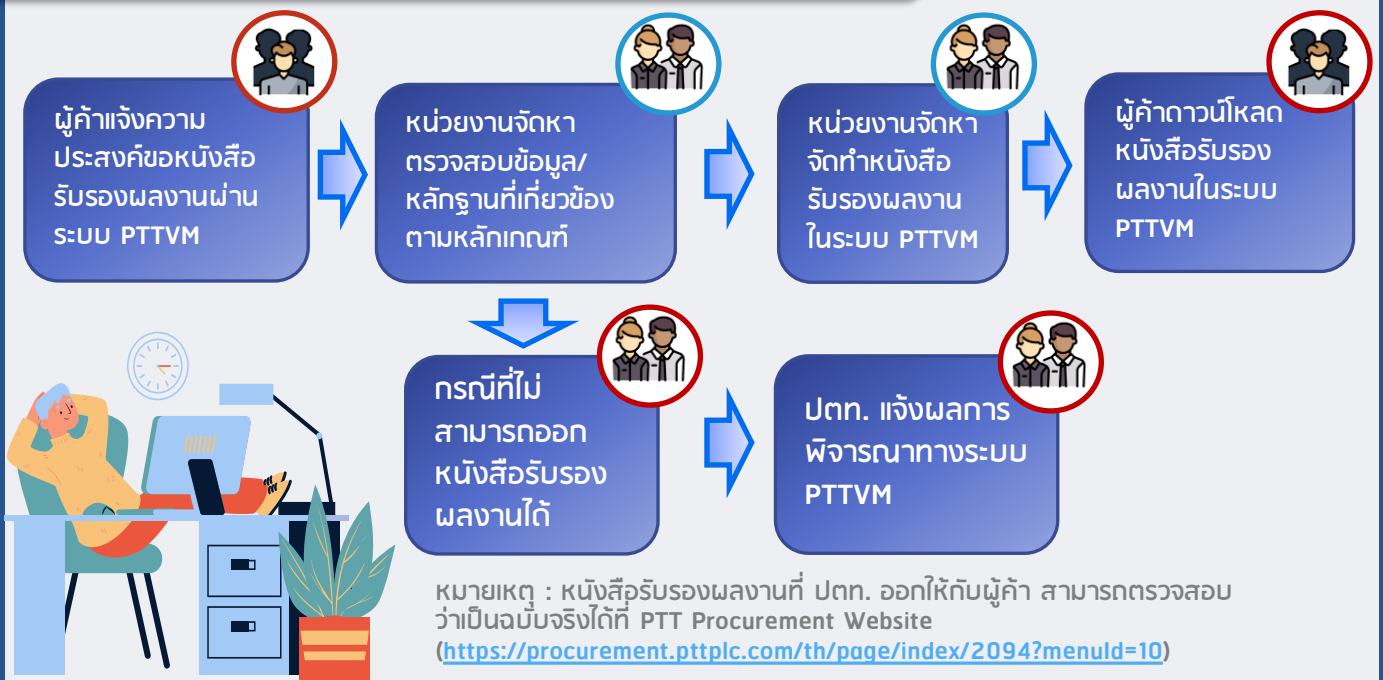 ผู้ค้าแจ้งความ
ประสงค์ขอหนังสือ
รับรองผลงานผ่าน
ระบบ PTTVM
หน่วยงานจัดหา
ตรวจสอบข้อมูล/
หลักฐานที่เกี่ยวข้อง
ตามหลักเกณฑ์
หน่วยงานจัดหา
จัดทำหนังสือ
รับรองผลงาน
ในระบบ PTTVM
ผู้ค้าดาวน์โหลด
หนังสือรับรอง
ผลงานในระบบ
PTTVM
กรณีที่ไม่
สามารถออก
หนังสือรับรอง
ผลงานได้
ปตท. แจ้งผลการ
พิจารณาทางระบบ
PTTVM
หมายเหตุ : หนังสือรับรองผลงานที่ ปตท. ออกให้กับผู้ค้า สามารถตรวจสอบ
ว่าเป็นฉบับจริงได้ที่ PTT Procurement Website
(https://procurement.pttplc.com/th/page/index/2094?menuId=10)